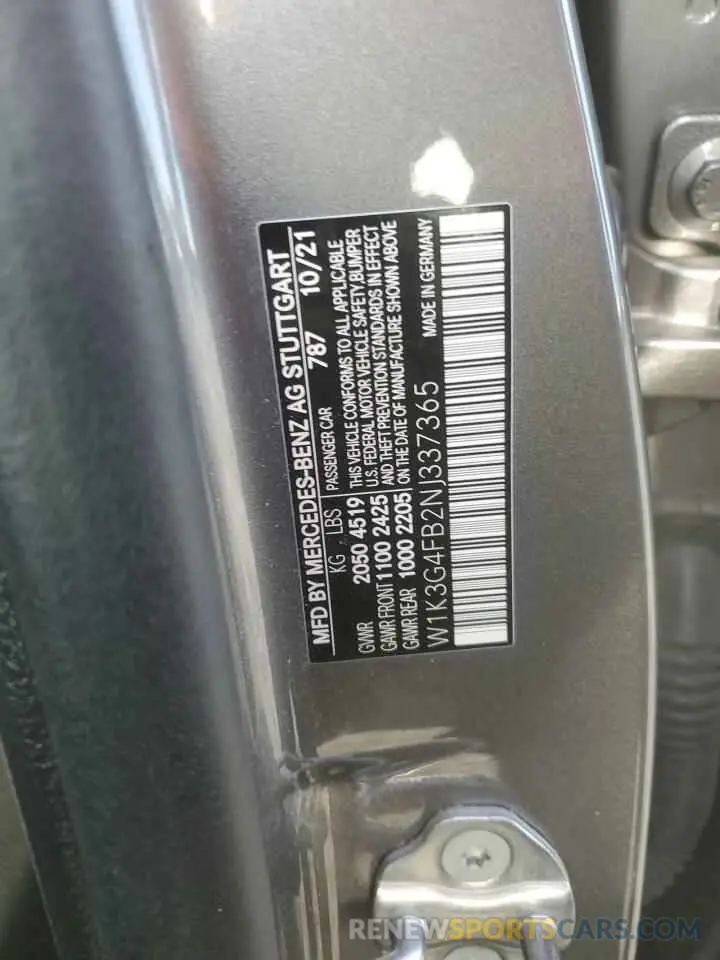 MFD BY MERCEDES-BENZ AG STUTTGART
787 10/21
KG LBS PASSENGER CAR
GVWR 2050 4519
GAWR FRONT 1100 2425
GAWR REAR 1000 2205
THIS VEHICLE CONFORMS TO ALL APPLICABLE
U.S. FEDERAL MOTOR VEHICLE SAFETY, BUMPER
AND THEFT PREVENTION STANDARDS IN EFFECT
ON THE DATE OF MANUFACTURE SHOWN ABOVE
W1K3G4FB2NJ337365
MADE IN GERMANY
RENEWSPORTSCARS.COM